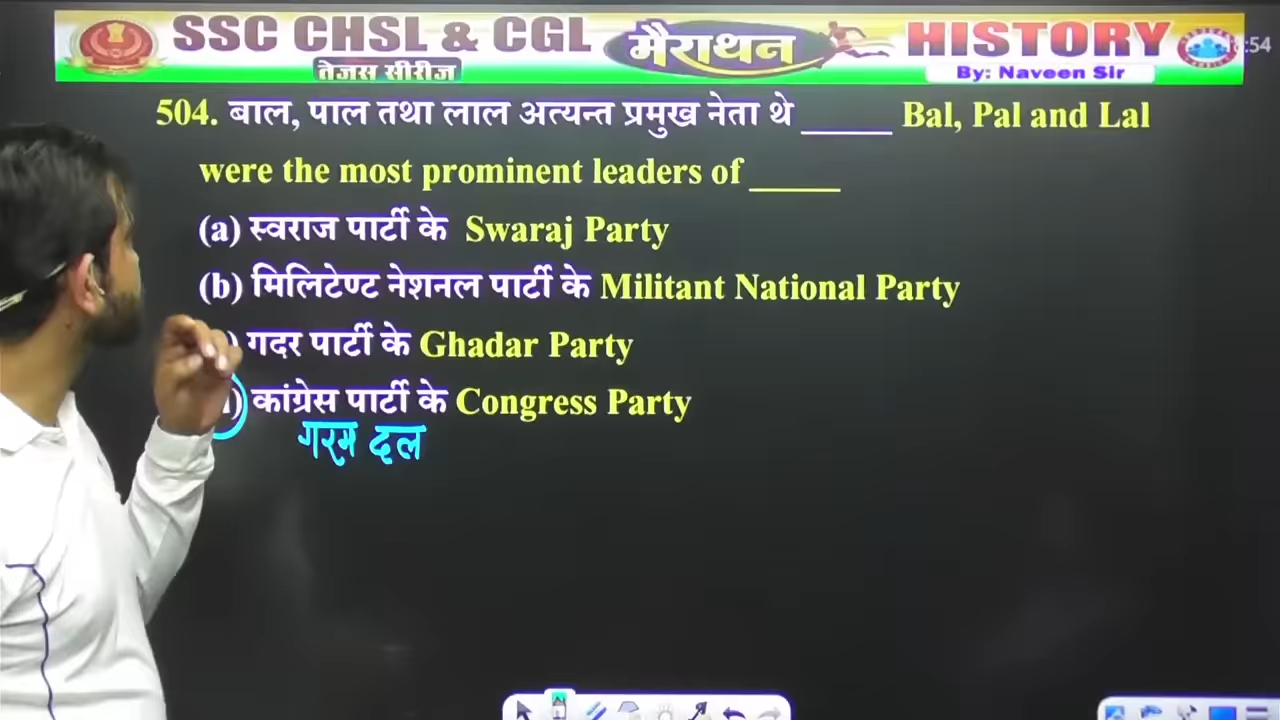 SSC CHSL & CGL मैराथन HISTORY
तेजस सीरीज By: Naveen Sir
:54
504. बाल, पाल तथा लाल अत्यन्त प्रमुख नेता थे _____ Bal, Pal and Lal
were the most prominent leaders of _____
(a) स्वराज पार्टी के Swaraj Party
(b) मिलिटेण्ट नेशनल पार्टी के Militant National Party
) गदर पार्टी के Ghadar Party
) कांग्रेस पार्टी के Congress Party
गरम दल